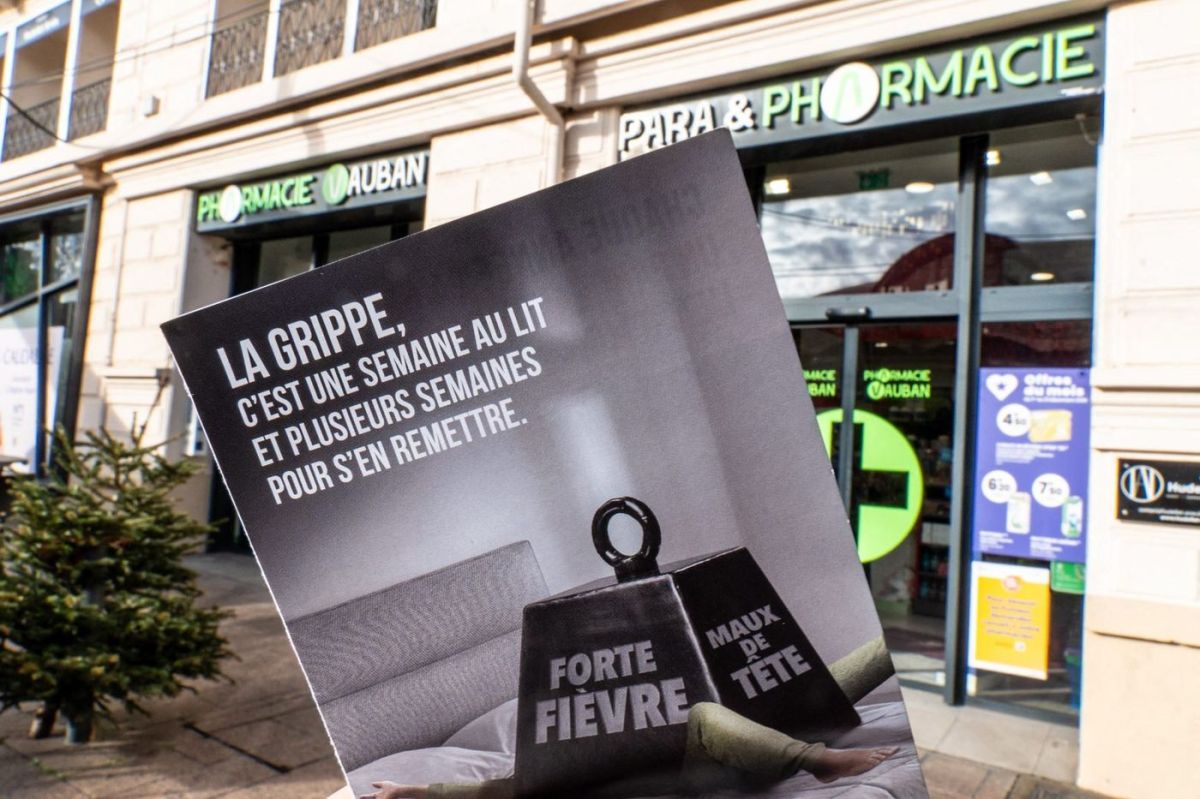 PARA & PHARMACIE
PHARMACIE VAUBAN
LA GRIPPE,
C'EST UNE SEMAINE AU LIT
ET PLUSIEURS SEMAINES
POUR S'EN REMETTRE.
FORTE
FIÈVRE
MAUX
DE
TÊTE
PHARMACIE
VAUBAN
Offres
du mois
4€50
6€30
7€50